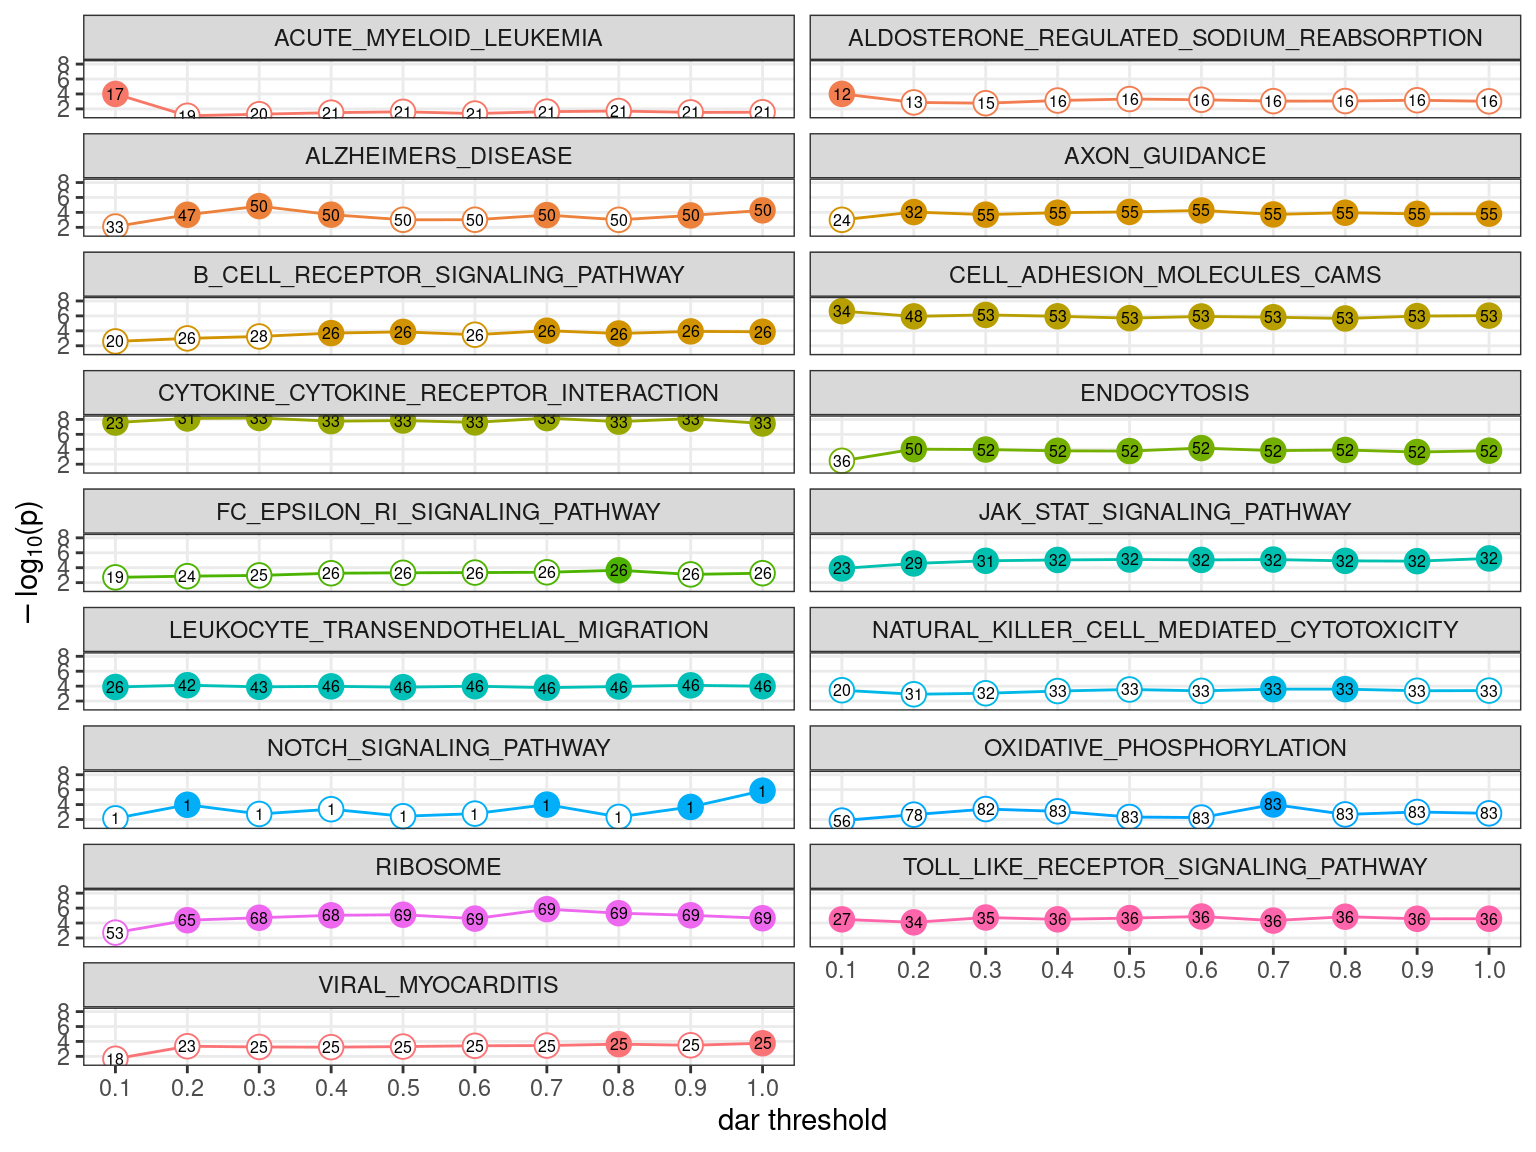 ACUTE_MYELOID_LEUKEMIA
8 6 4 2
17 19 20 21 21 21 21 21 21 21
ALDOSTERONE_REGULATED_SODIUM_REABSORPTION
12 13 15 16 16 16 16 16 16 16
ALZHEIMERS_DISEASE
8 6 4 2
33 47 50 50 50 50 50 50 50 50
AXON_GUIDANCE
24 32 55 55 55 55 55 55 55 55
B_CELL_RECEPTOR_SIGNALING_PATHWAY
8 6 4 2
20 26 28 26 26 26 26 26 26 26
CELL_ADHESION_MOLECULES_CAMS
34 48 53 53 53 53 53 53 53 53
CYTOKINE_CYTOKINE_RECEPTOR_INTERACTION
8 6 4 2
23 31 33 33 33 33 33 33 33 33
ENDOCYTOSIS
36 50 52 52 52 52 52 52 52 52
FC_EPSILON_RI_SIGNALING_PATHWAY
8 6 4 2
19 24 25 26 26 26 26 26 26 26
JAK_STAT_SIGNALING_PATHWAY
23 29 31 32 32 32 32 32 32 32
LEUKOCYTE_TRANSENDOTHELIAL_MIGRATION
8 6 4 2
26 42 43 46 46 46 46 46 46 46
NATURAL_KILLER_CELL_MEDIATED_CYTOTOXICITY
20 31 32 33 33 33 33 33 33 33
NOTCH_SIGNALING_PATHWAY
8 6 4 2
1 1 1 1 1 1 1 1 1 1
OXIDATIVE_PHOSPHORYLATION
56 78 82 83 83 83 83 83 83 83
RIBOSOME
8 6 4 2
53 65 68 68 69 69 69 69 69 69
TOLL_LIKE_RECEPTOR_SIGNALING_PATHWAY
27 34 35 36 36 36 36 36 36 36
0.1 0.2 0.3 0.4 0.5 0.6 0.7 0.8 0.9 1.0
VIRAL_MYOCARDITIS
8 6 4 2
18 23 25 25 25 25 25 25 25 25
0.1 0.2 0.3 0.4 0.5 0.6 0.7 0.8 0.9 1.0
dar threshold
− log₁₀(p)